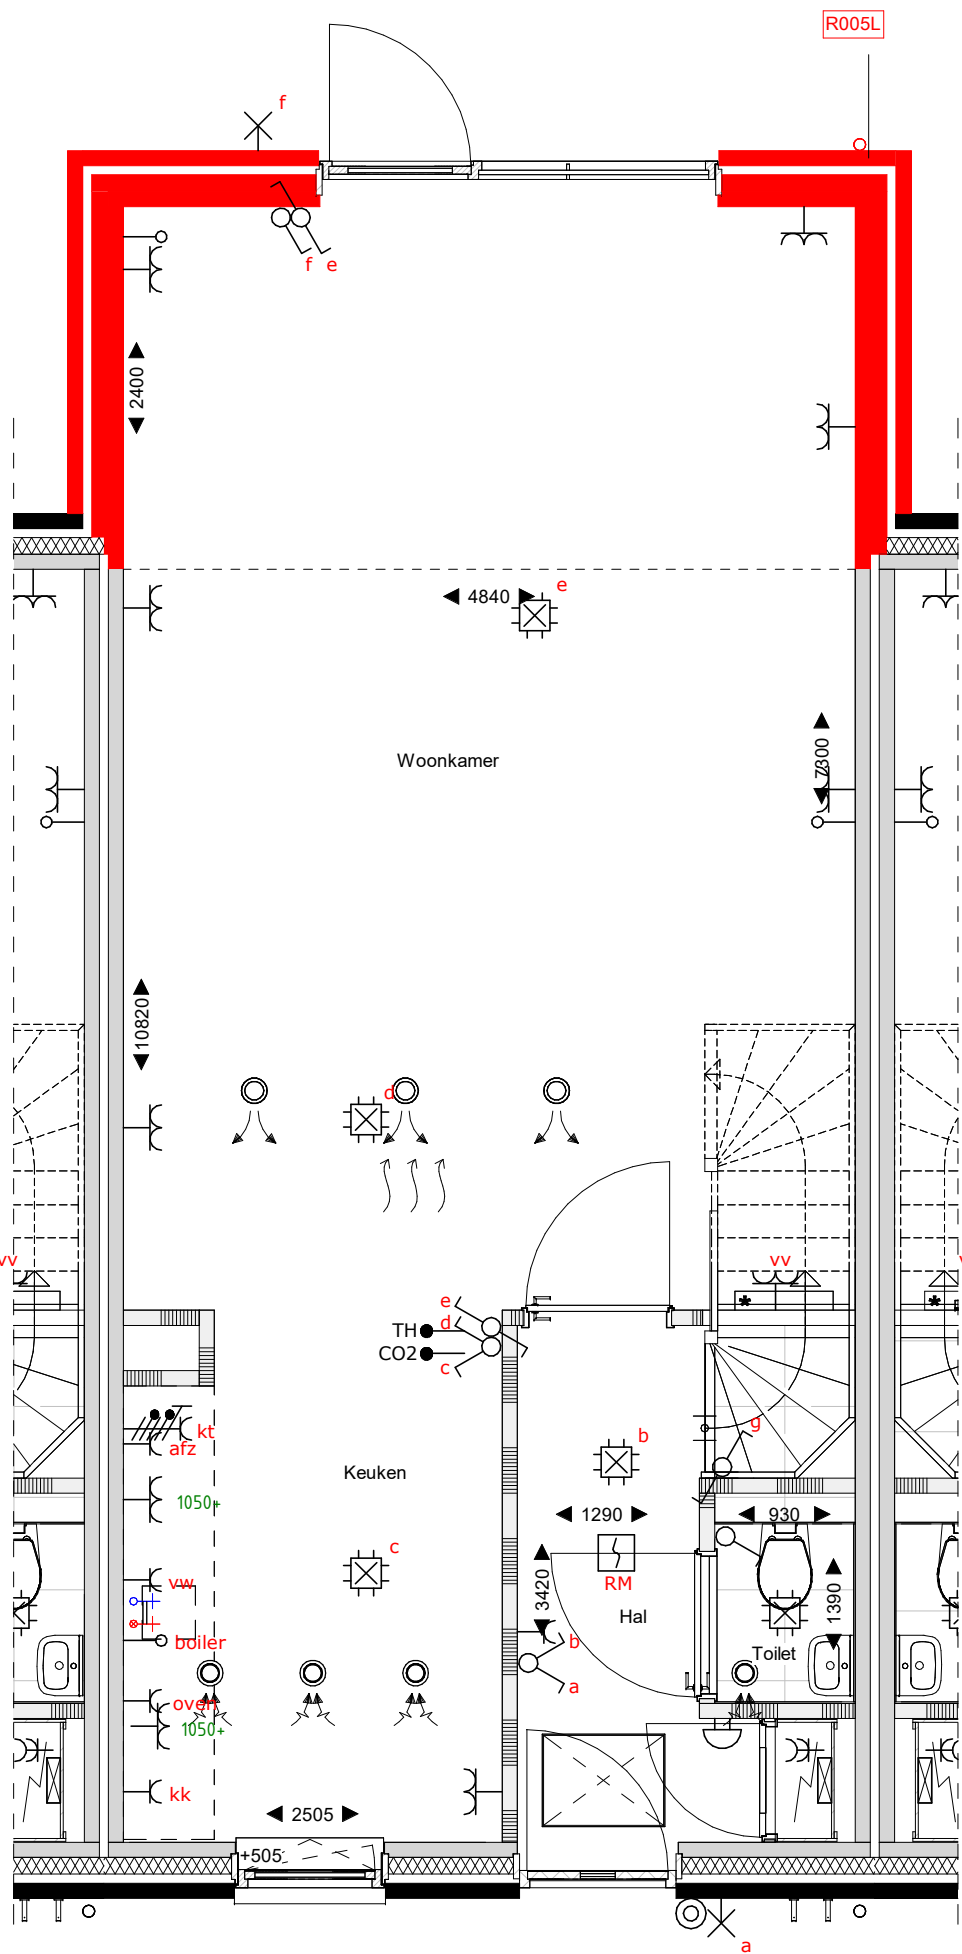 R005L
f
f e
2400
e
4840
Woonkamer
7300
10820
d
vv
vv
e
TH
d
CO2
c
kt
g
afz
b
Keuken
1050+
1290
930
c
vw
RM
3420
1390
Hal
boiler
b
Toilet
a
oven
1050+
kk
2505
+505
a